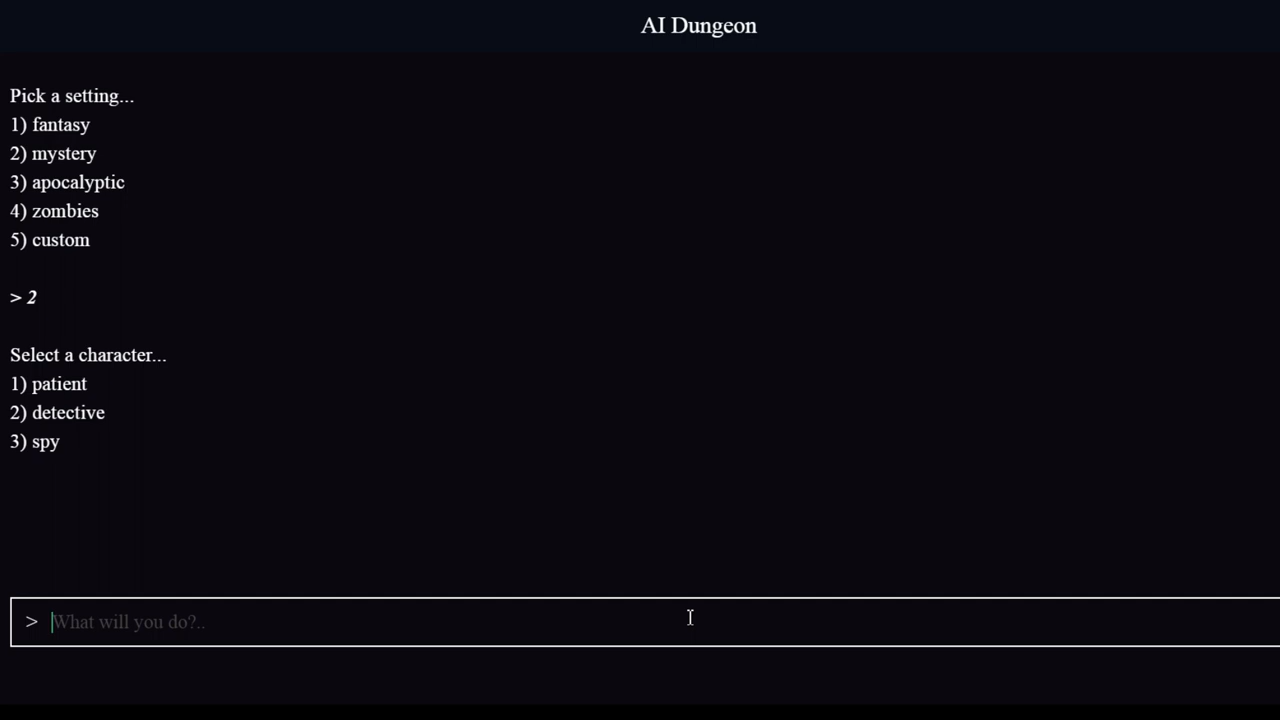 AI Dungeon
Pick a setting...
1) fantasy
2) mystery
3) apocalyptic
4) zombies
5) custom
> 2
Select a character...
1) patient
2) detective
3) spy
> What will you do?..